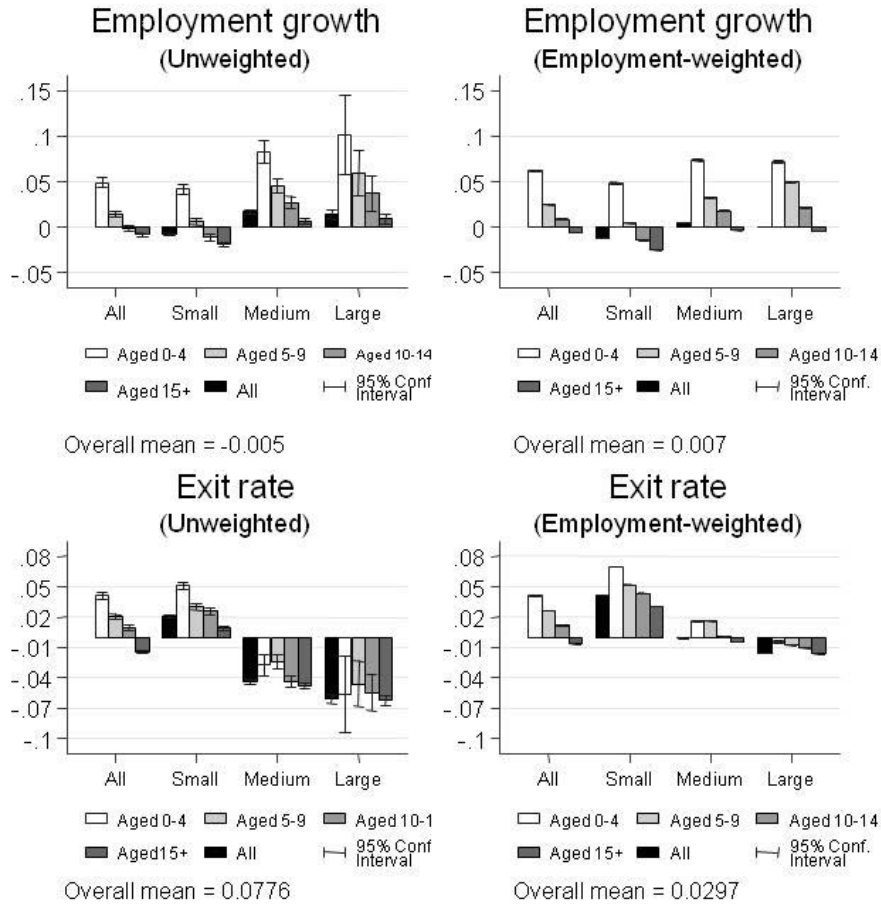 Employment growth
(Unweighted)
.15
.1
.05
0
-.05
All Small Medium Large
Aged 0-4 Aged 5-9 Aged 10-14
Aged 15+ All 95% Conf.
Interval
Overall mean = -0.005
Employment growth
(Employment-weighted)
.15
.1
.05
0
-.05
All Small Medium Large
Aged 0-4 Aged 5-9 Aged 10-14
Aged 15+ All 95% Conf.
Interval
Overall mean = 0.007
Exit rate
(Unweighted)
.08
.05
.02
-.01
-.04
-.07
-.1
All Small Medium Large
Aged 0-4 Aged 5-9 Aged 10-1
Aged15+ All 95% Conf
Interval
Overall mean = 0.0776
Exit rate
(Employment-weighted)
.08
.05
.02
-.01
-.04
-.07
-.1
All Small Medium Large
Aged 0-4 Aged 5-9 Aged 10-14
Aged 15+ All 95% Conf.
Interval
Overall mean = 0.0297